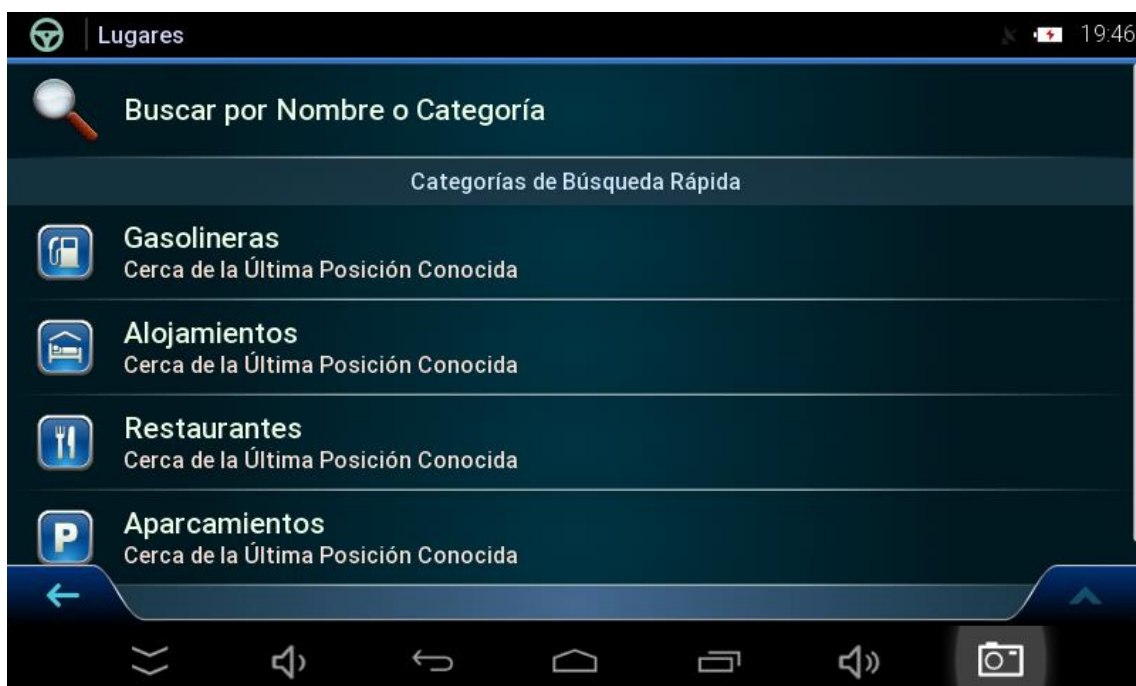 Lugares
19:46
Buscar por Nombre o Categoría
Categorías de Búsqueda Rápida
Gasolineras
Cerca de la Última Posición Conocida
Alojamientos
Cerca de la Última Posición Conocida
Restaurantes
Cerca de la Última Posición Conocida
P
Aparcamientos
Cerca de la Última Posición Conocida